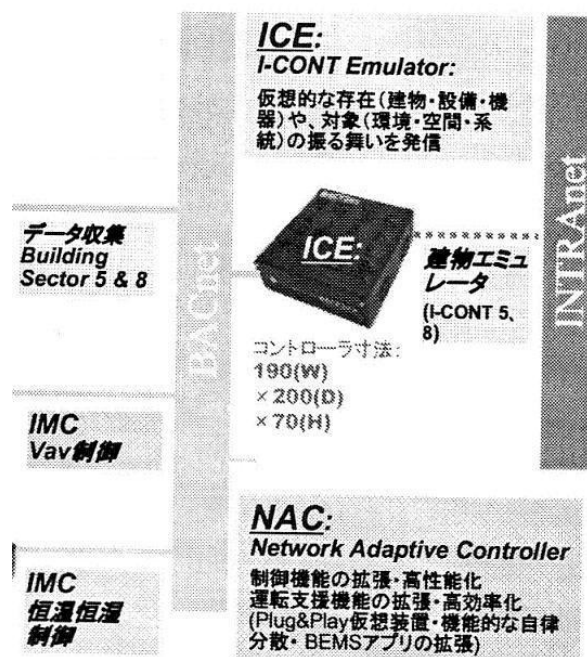 ICE:
I-CONT Emulator:
仮想的な存在(建物・設備・機
器)や、対象(環境・空間・系
統)の振る舞いを発信
データ収集
Building
Sector 5 & 8
BACnet
ICE:
建物エミュ
レータ
(I-CONT 5、
8)
INTRAnet
コントローラ寸法:
190(W)
×200(D)
×70(H)
IMC
Vav制御
NAC:
Network Adaptive Controller
制御機能の拡張・高性能化
運転支援機能の拡張・高効率化
(Plug&Play仮想装置・機能的な自律
分散・BEMSアプリの拡張)
IMC
恒温恒湿
制御